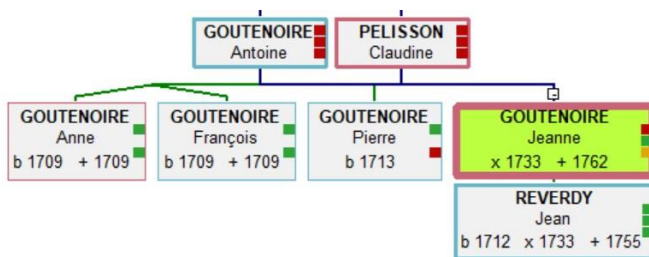 GOUTENOIRE
Antoine
PELISSON
Claudine
GOUTENOIRE
Anne
b 1709 + 1709
GOUTENOIRE
François
b 1709 + 1709
GOUTENOIRE
Pierre
b 1713
GOUTENOIRE
Jeanne
x 1733 + 1762
REVERDY
Jean
b 1712 x 1733 + 1755